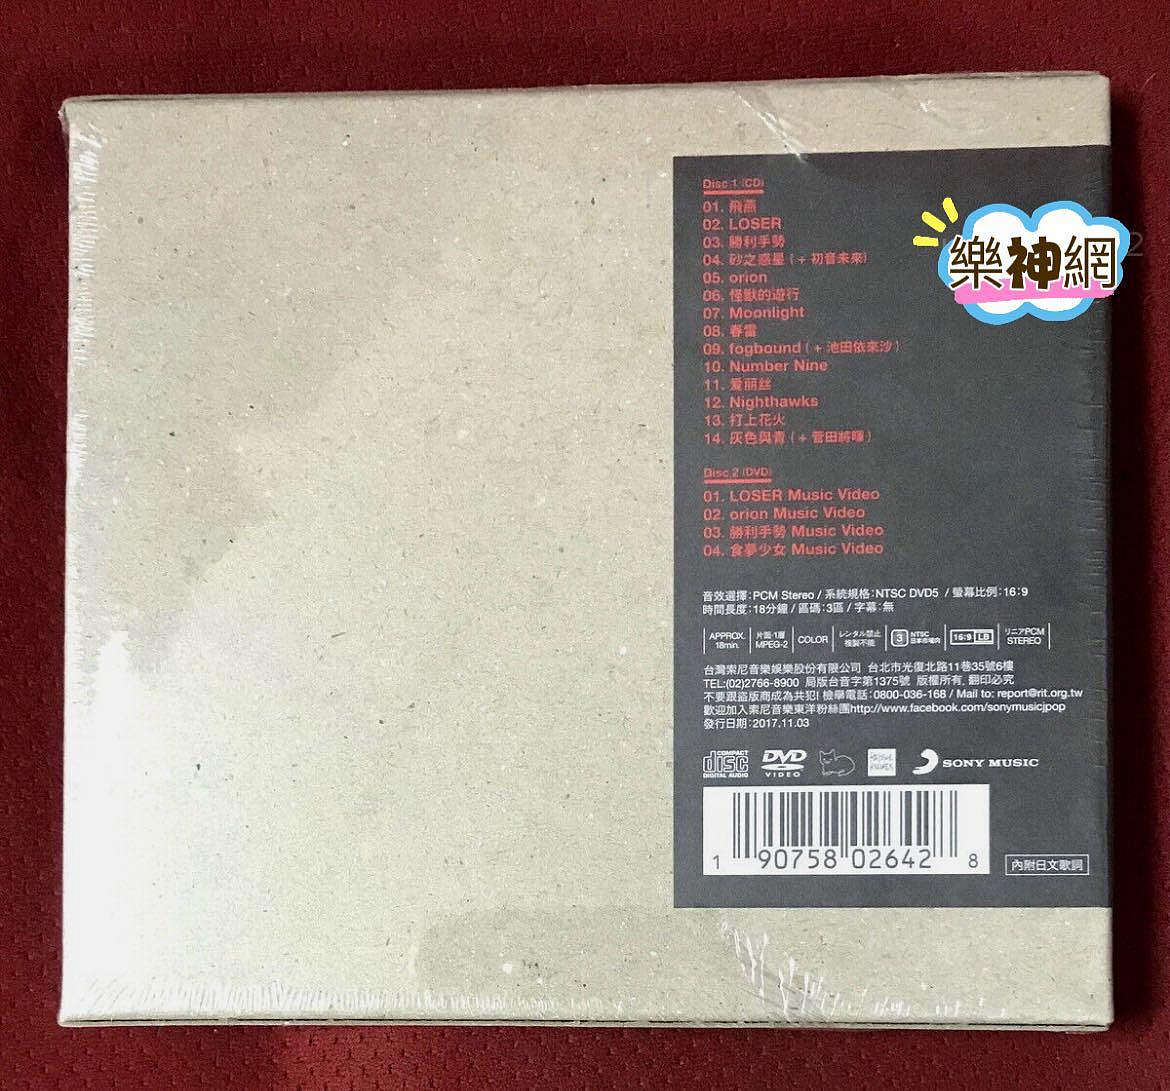 Disc 1 (CD)
01. 飛燕
02. LOSER
03. 勝利手勢
04. 砂之惑星 ( + 初音未來)
05. orion
06. 怪獸的遊行
07. Moonlight
08. 春雷
09. fogbound ( + 池田依來沙 )
10. Number Nine
11. 爱丽丝
12. Nighthawks
13. 打上花火
14. 灰色與青 ( + 菅田將暉 )
樂神網
2
Disc 2 (DVD)
01. LOSER Music Video
02. orion Music Video
03. 勝利手勢 Music Video
04. 食夢少女 Music Video
音效選擇:PCM Stereo / 系統規格:NTSC DVD5 / 螢幕比例:16:9
時間長度:18分鐘 / 區碼:3區 / 字幕:無
APPROX. 18min.
片面·1層 MPEG-2
COLOR
レンタル禁止 複製不能
3 NTSC 日本市場向
16:9 LB
リニアPCM STEREO
台灣索尼音樂娛樂股份有限公司 台北市光復北路11巷35號6樓
TEL:(02)2766-8900 局版台音字第1375號 版權所有, 翻印必究
不要跟盜版商成為共犯! 檢舉電話:0800-036-168 / Mail to: report@rit.org.tw
歡迎加入索尼音樂東洋粉絲團http://www.facebook.com/sonymusicjpop
發行日期:2017.11.03
COMPACT disc DIGITAL AUDIO
DVD VIDEO
SONY MUSIC
1 90758 02642 8
內附日文歌詞